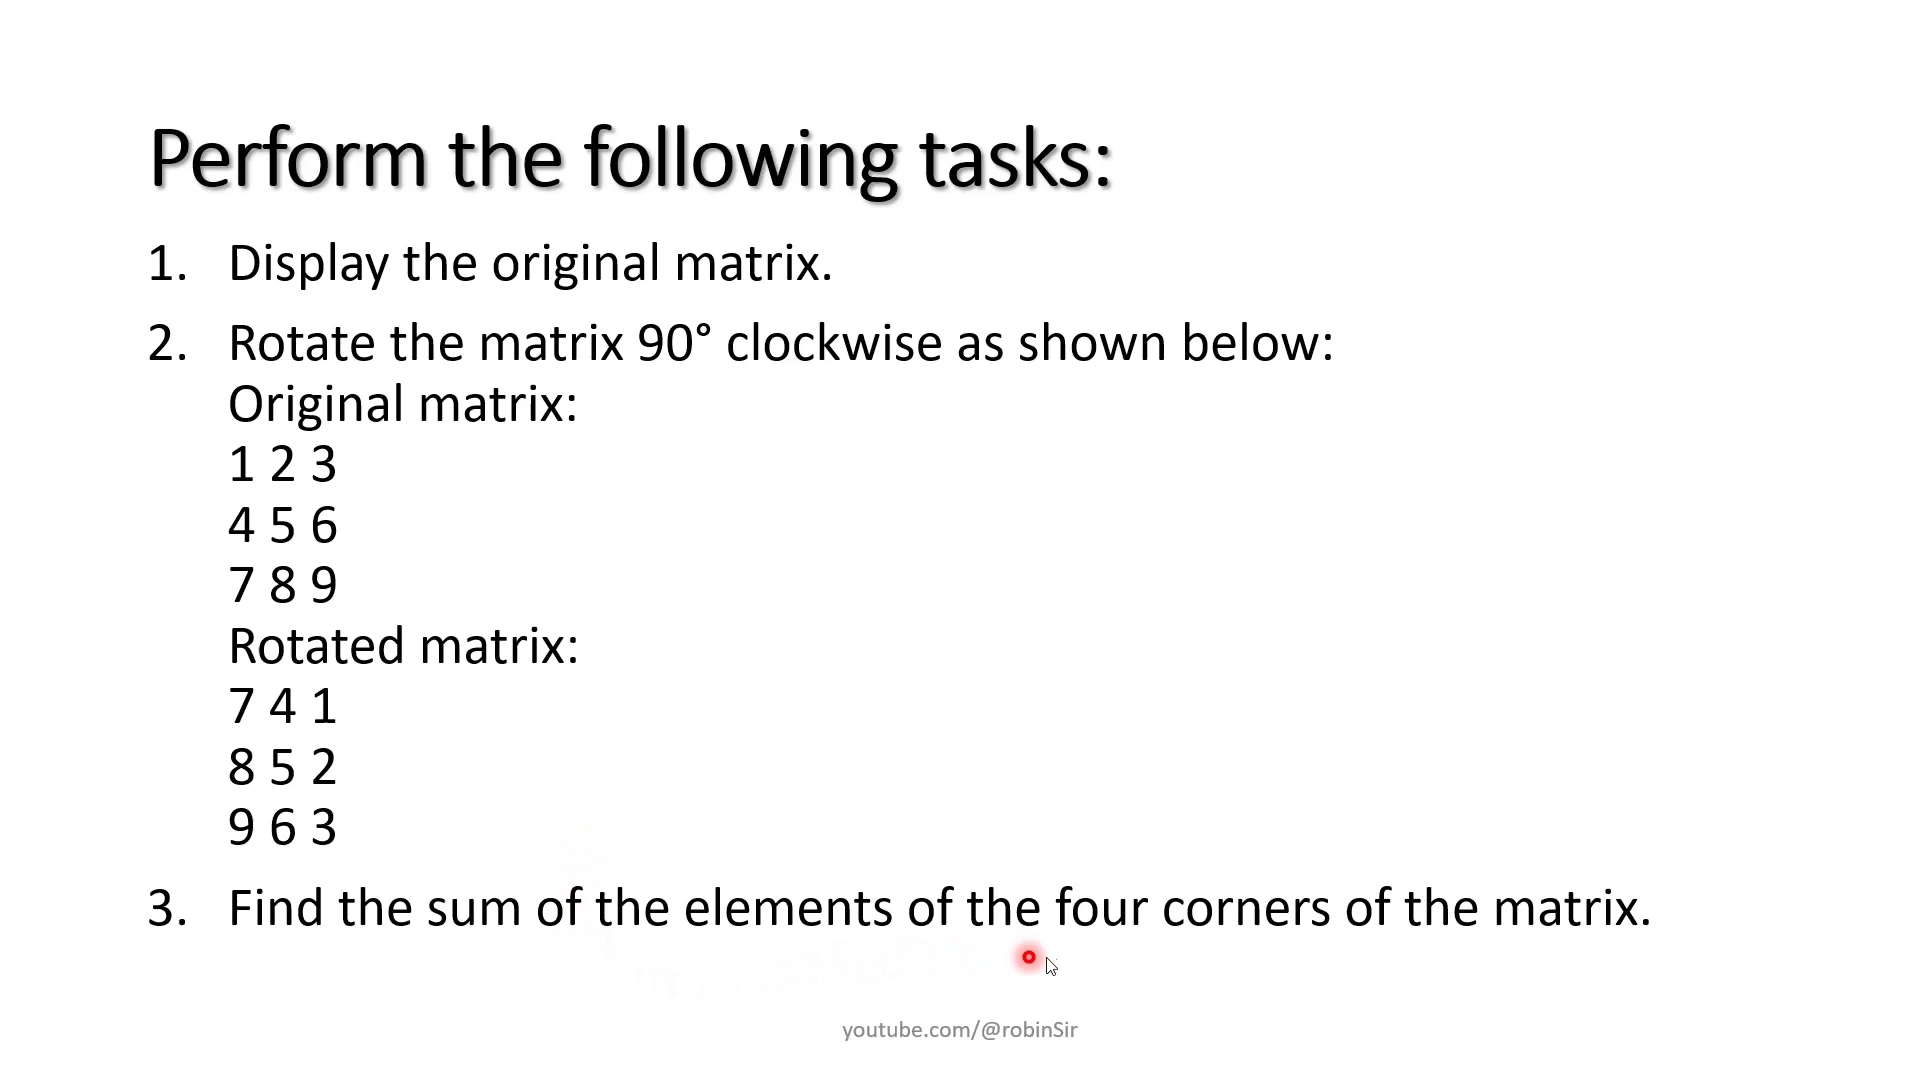 Perform the following tasks:
1. Display the original matrix.
2. Rotate the matrix 90° clockwise as shown below:
Original matrix:
1 2 3
4 5 6
7 8 9
Rotated matrix:
7 4 1
8 5 2
9 6 3
3. Find the sum of the elements of the four corners of the matrix.
youtube.com/@robinSir